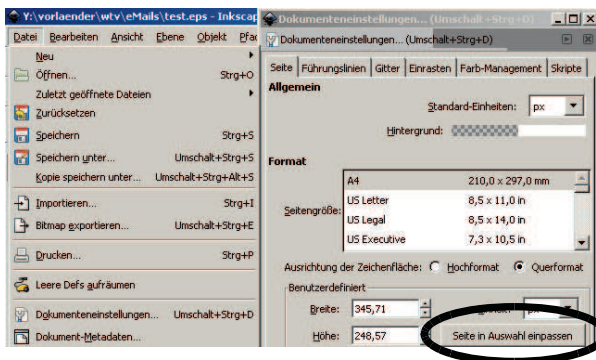 Y:\vorlaender\wtv\eMails\test.eps - Inkscap
Datei Bearbeiten Ansicht Ebene Objekt Pfad
Neu
Öffnen... Strg+O
Zuletzt geöffnete Dateien
Zurücksetzen
Speichern Strg+S
Speichern unter... Umschalt+Strg+S
Kopie speichern unter... Umschalt+Strg+Alt+S
Importieren... Strg+I
Bitmap exportieren... Umschalt+Strg+E
Drucken... Strg+P
Leere Defs aufräumen
Dokumenteneinstellungen... Umschalt+Strg+D
Dokument-Metadaten...
Dokumenteneinstellungen... (Umschalt+Strg+D)
Dokumenteneinstellungen... (Umschalt+Strg+D)
Seite Führungslinien Gitter Einrasten Farb-Management Skripte
Allgemein
Standard-Einheiten: px
Hintergrund:
Format
Seitengröße:
A4 210,0 x 297,0 mm
US Letter 8,5 x 11,0 in
US Legal 8,5 x 14,0 in
US Executive 7,3 x 10,5 in
Ausrichtung der Zeichenfläche: Hochformat Querformat
Benutzerdefiniert
Breite: 345,71 px
Höhe: 248,57 Seite in Auswahl einpassen